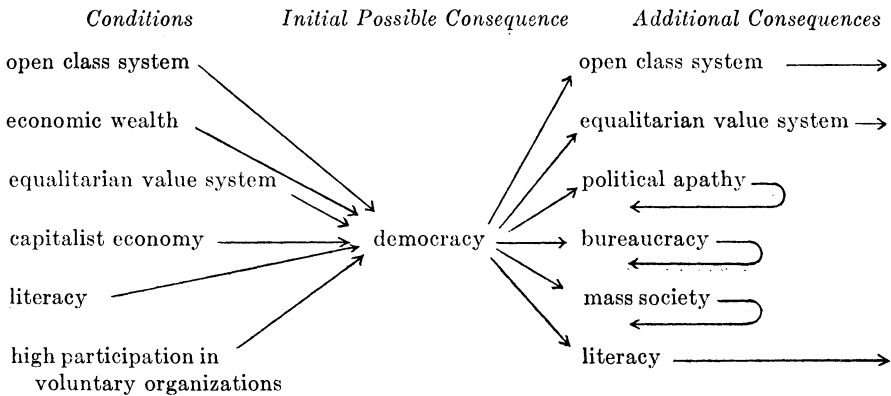 Conditions Initial Possible Consequence Additional Consequences
open class system open class system
economic wealth equalitarian value system
equalitarian value system political apathy
capitalist economy democracy bureaucracy
literacy mass society
high participation in literacy
voluntary organizations